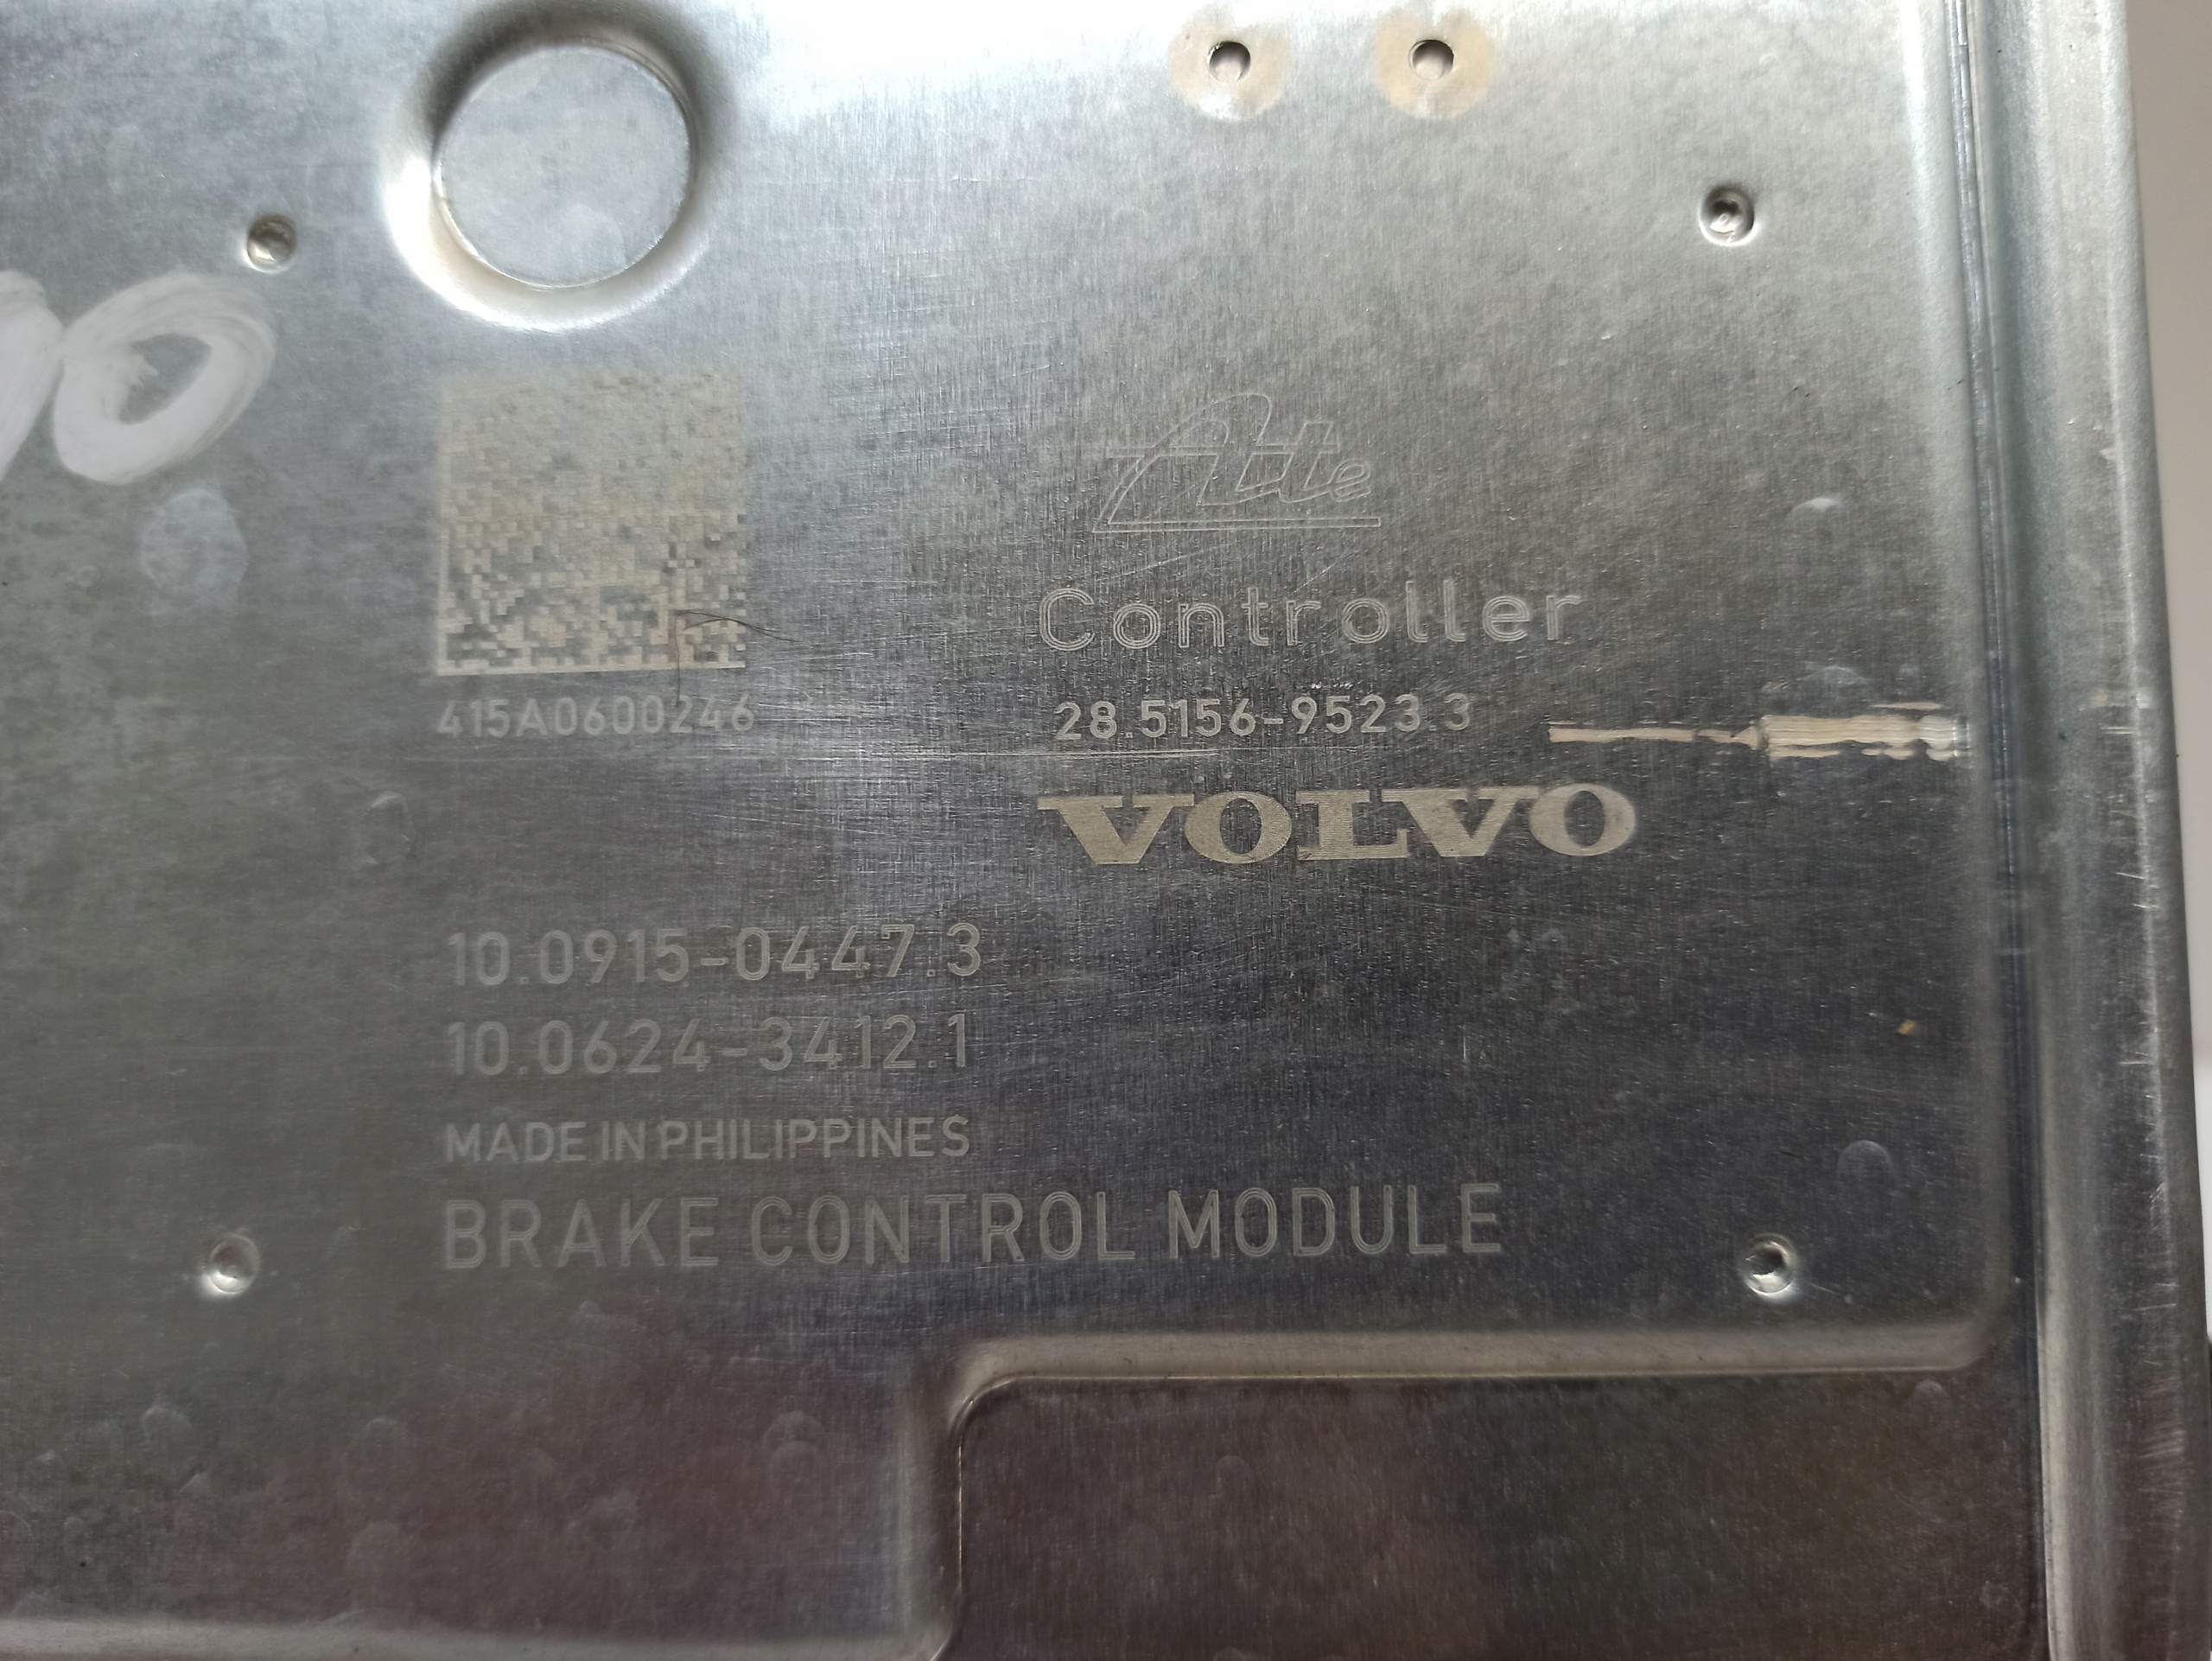 Ate
Controller
415A0600246
28.5156-9523.3
VOLVO
10.0915-0447.3
10.0624-3412.1
MADE IN PHILIPPINES
BRAKE CONTROL MODULE